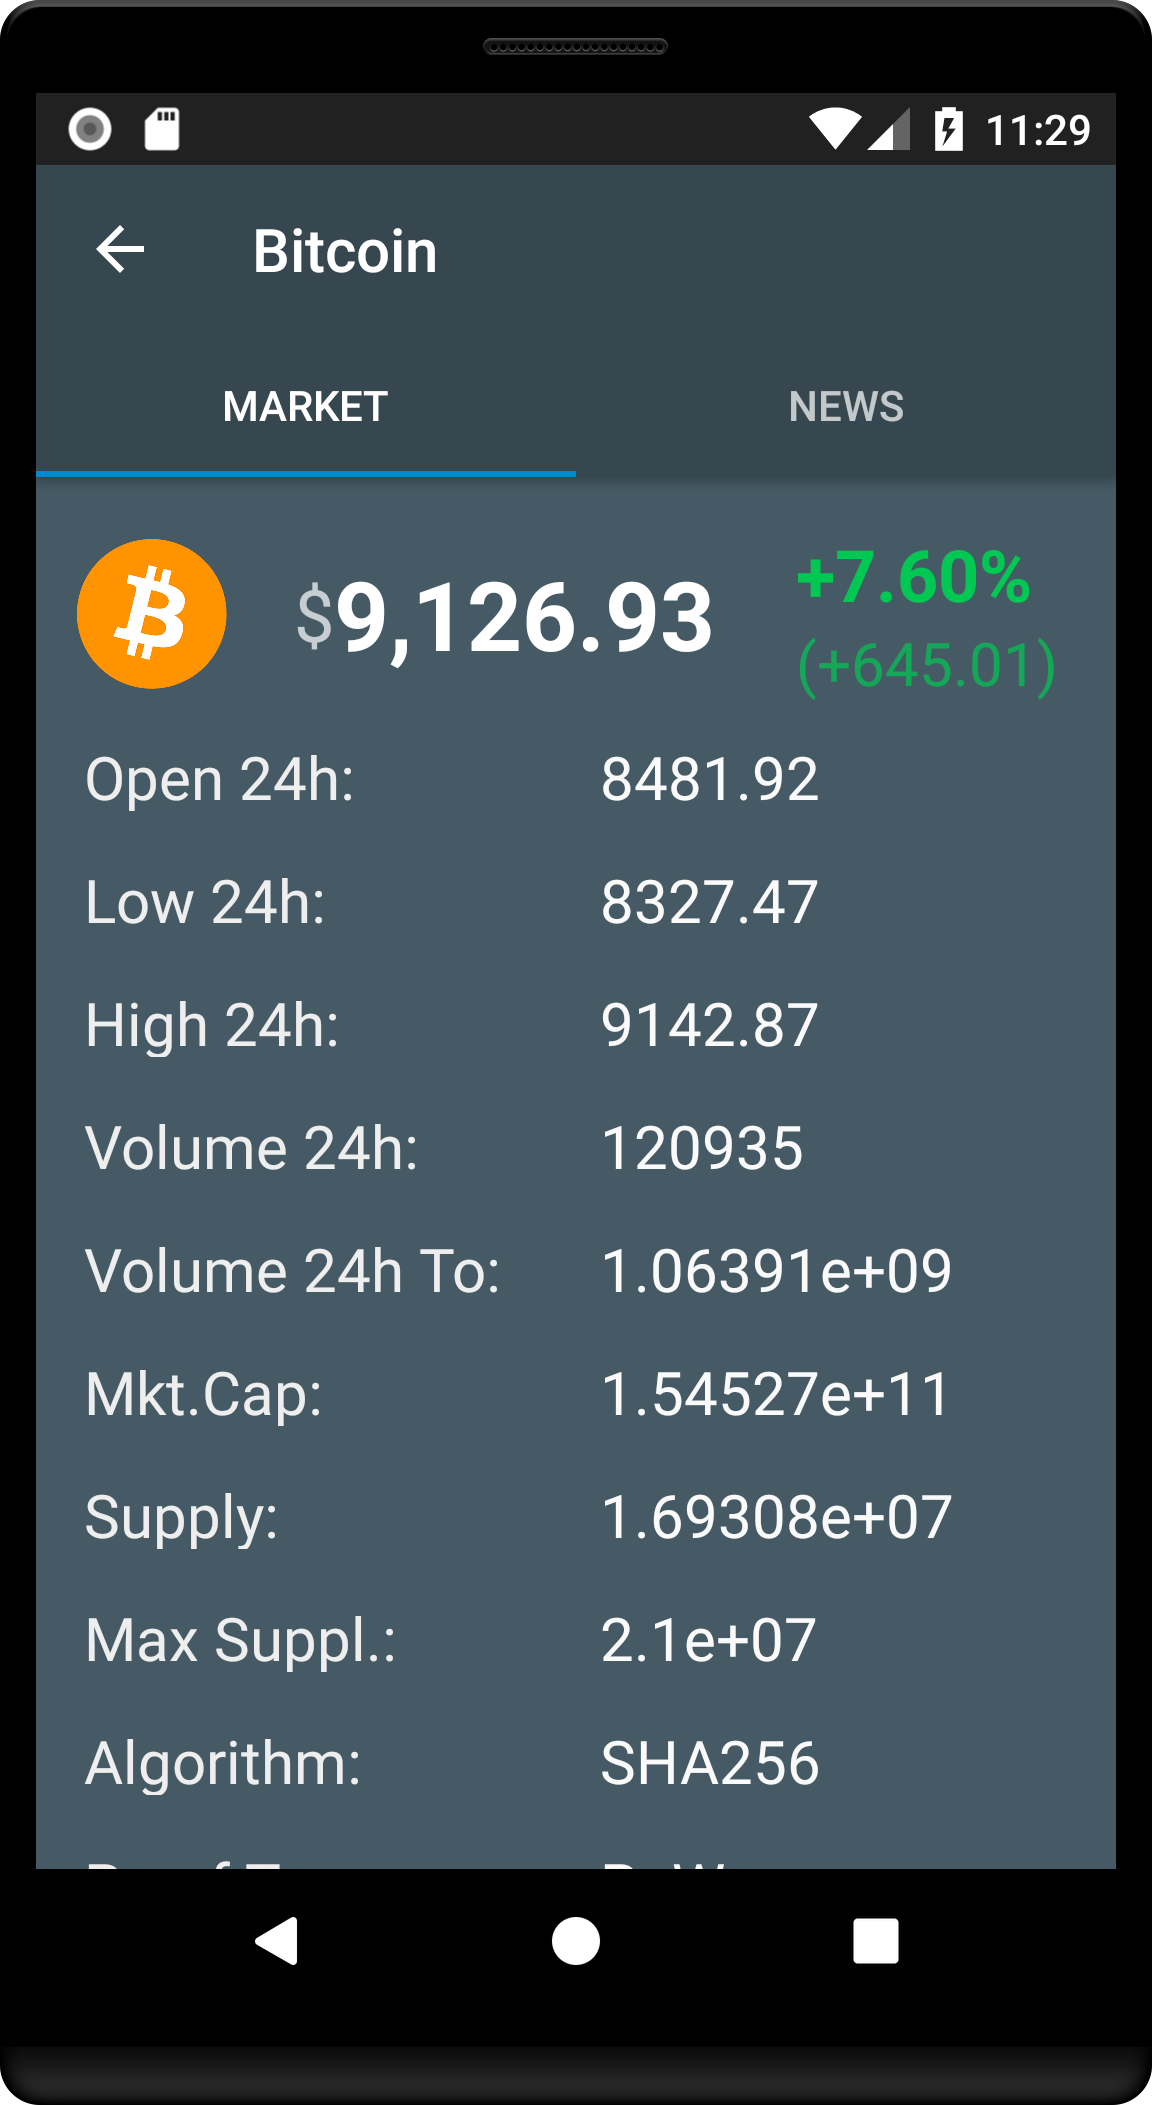 11:29
Bitcoin
MARKET NEWS
$9,126.93 +7.60%
(+645.01)
Open 24h: 8481.92
Low 24h: 8327.47
High 24h: 9142.87
Volume 24h: 120935
Volume 24h To: 1.06391e+09
Mkt.Cap: 1.54527e+11
Supply: 1.69308e+07
Max Suppl.: 2.1e+07
Algorithm: SHA256